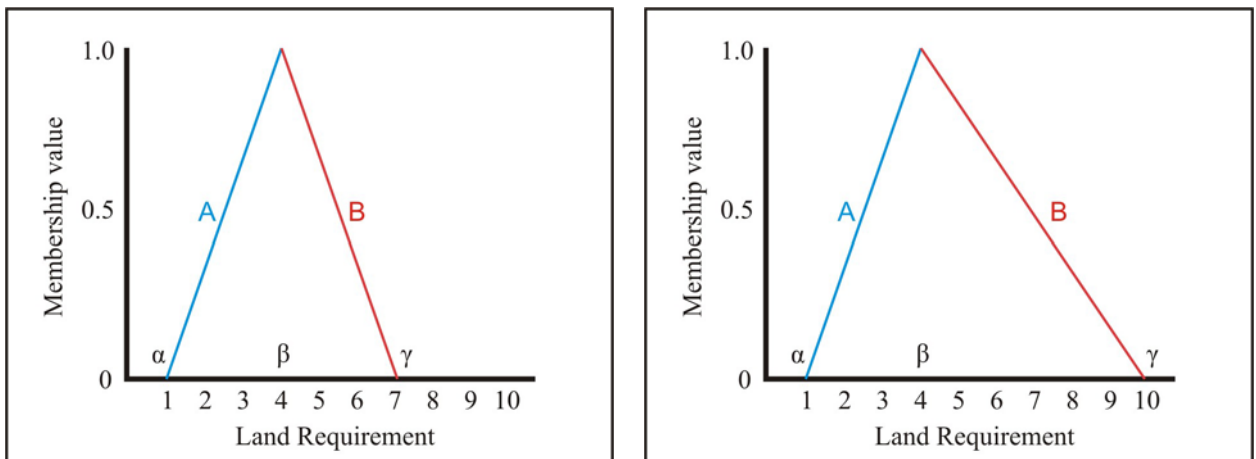 1.0
Membership value
0.5
A
B
α
β
γ
0
1 2 3 4 5 6 7 8 9 10
Land Requirement
1.0
Membership value
0.5
A
B
α
β
γ
0
1 2 3 4 5 6 7 8 9 10
Land Requirement